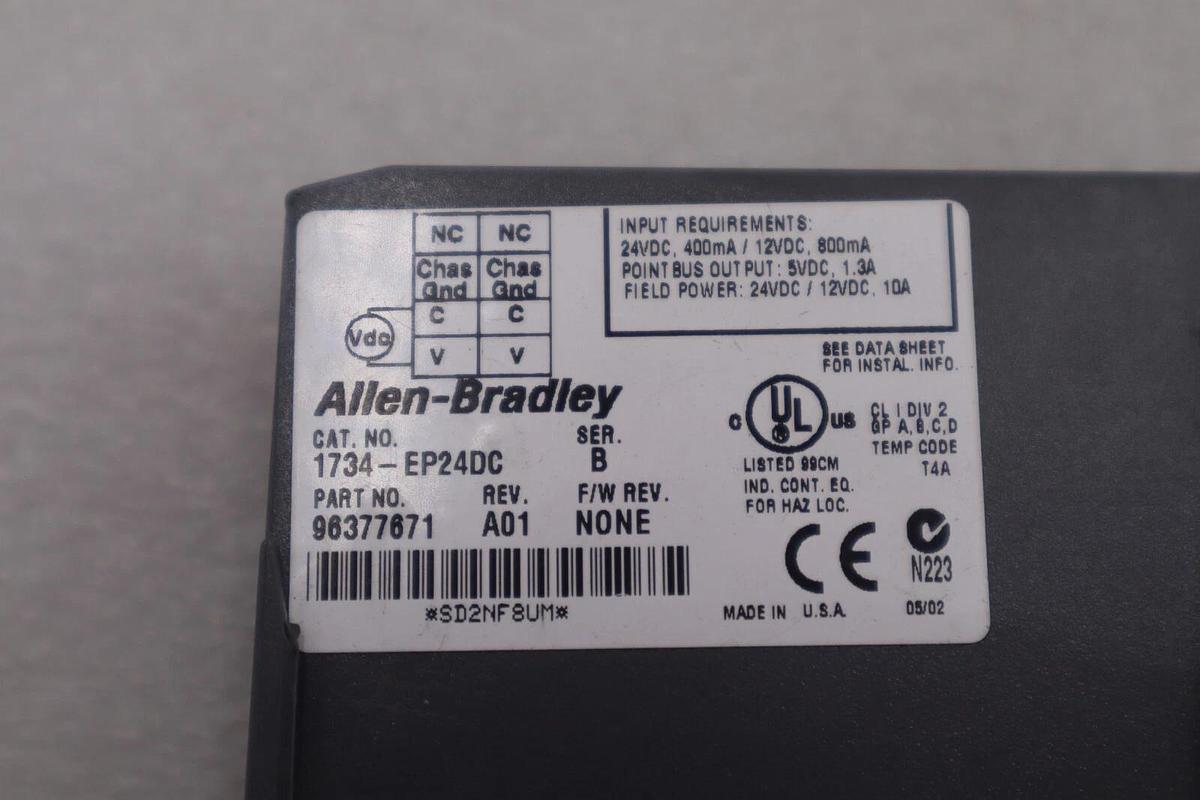 NC NC
Chas Chas
Gnd Gnd
C C
Vdc
V V
INPUT REQUIREMENTS:
24VDC, 400mA / 12VDC, 800mA
POINT BUS OUTPUT: 5VDC, 1.3A
FIELD POWER: 24VDC / 12VDC, 10A
SEE DATA SHEET
FOR INSTAL. INFO.
Allen-Bradley
CAT. NO. SER.
1734-EP24DC B
PART NO. REV. F/W REV.
96377671 A01 NONE
*SD2NF8UM*
C UL US
LISTED 99CM
IND. CONT. EQ.
FOR HAZ LOC.
CL I DIV 2
GP A,B,C,D
TEMP CODE
T4A
CE
N223
MADE IN U.S.A. 05/02